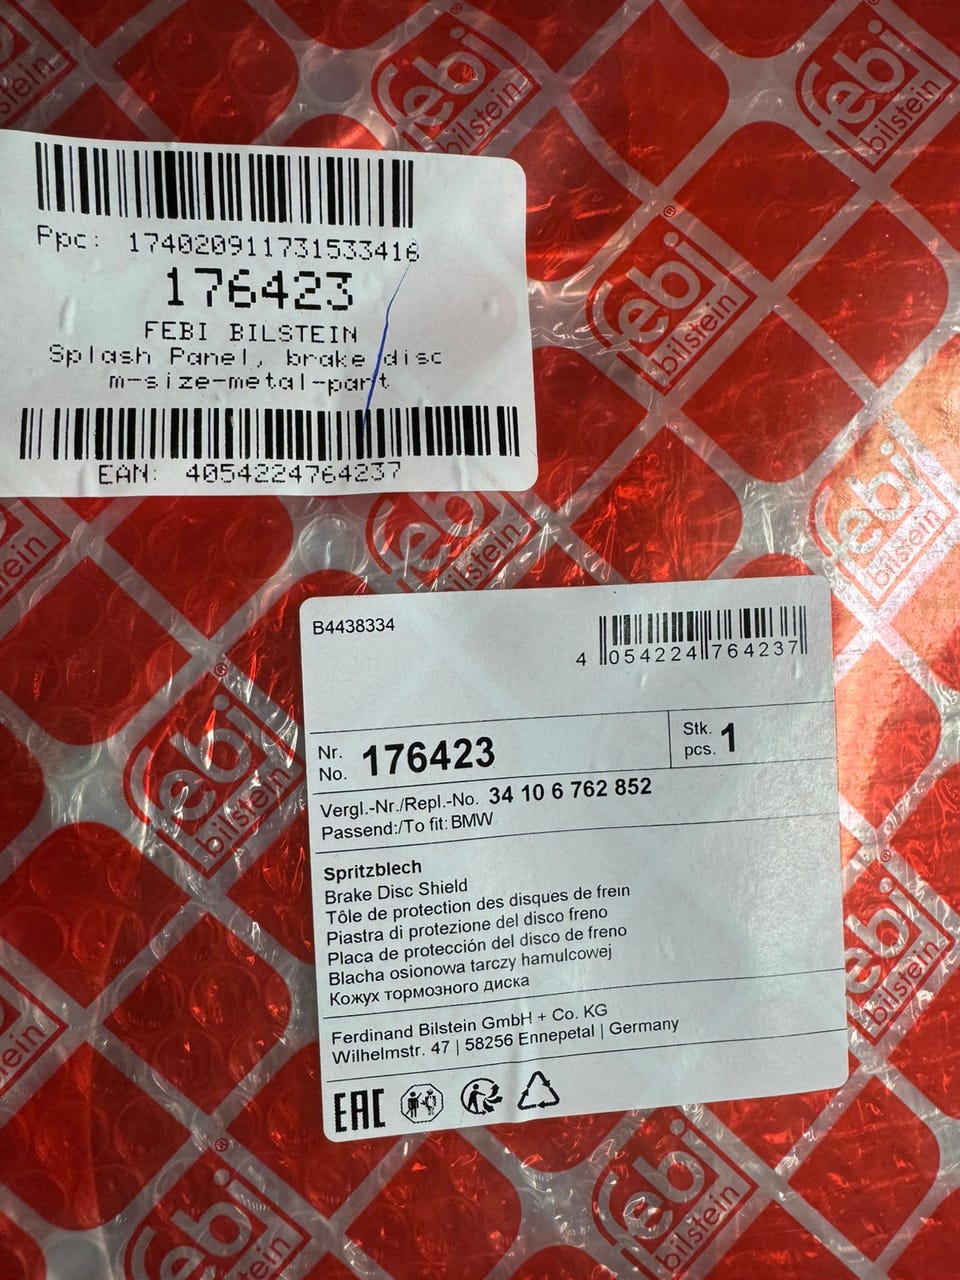 febi
bilstein
Ppc: 174020911731533416
176423
FEBI BILSTEIN
Splash Panel, brake disc
m-size-metal-part
EAN: 4054224764237
B4438334
4 054224 764237
Nr.
No. 176423
Stk.
pcs. 1
Vergl.-Nr./Repl.-No. 34 10 6 762 852
Passend:/To fit: BMW
Spritzblech
Brake Disc Shield
Tôle de protection des disques de frein
Piastra di protezione del disco freno
Placa de protección del disco de freno
Blacha osionowa tarczy hamulcowej
Кожух тормозного диска
Ferdinand Bilstein GmbH + Co. KG
Wilhelmstr. 47 | 58256 Ennepetal | Germany
EAC